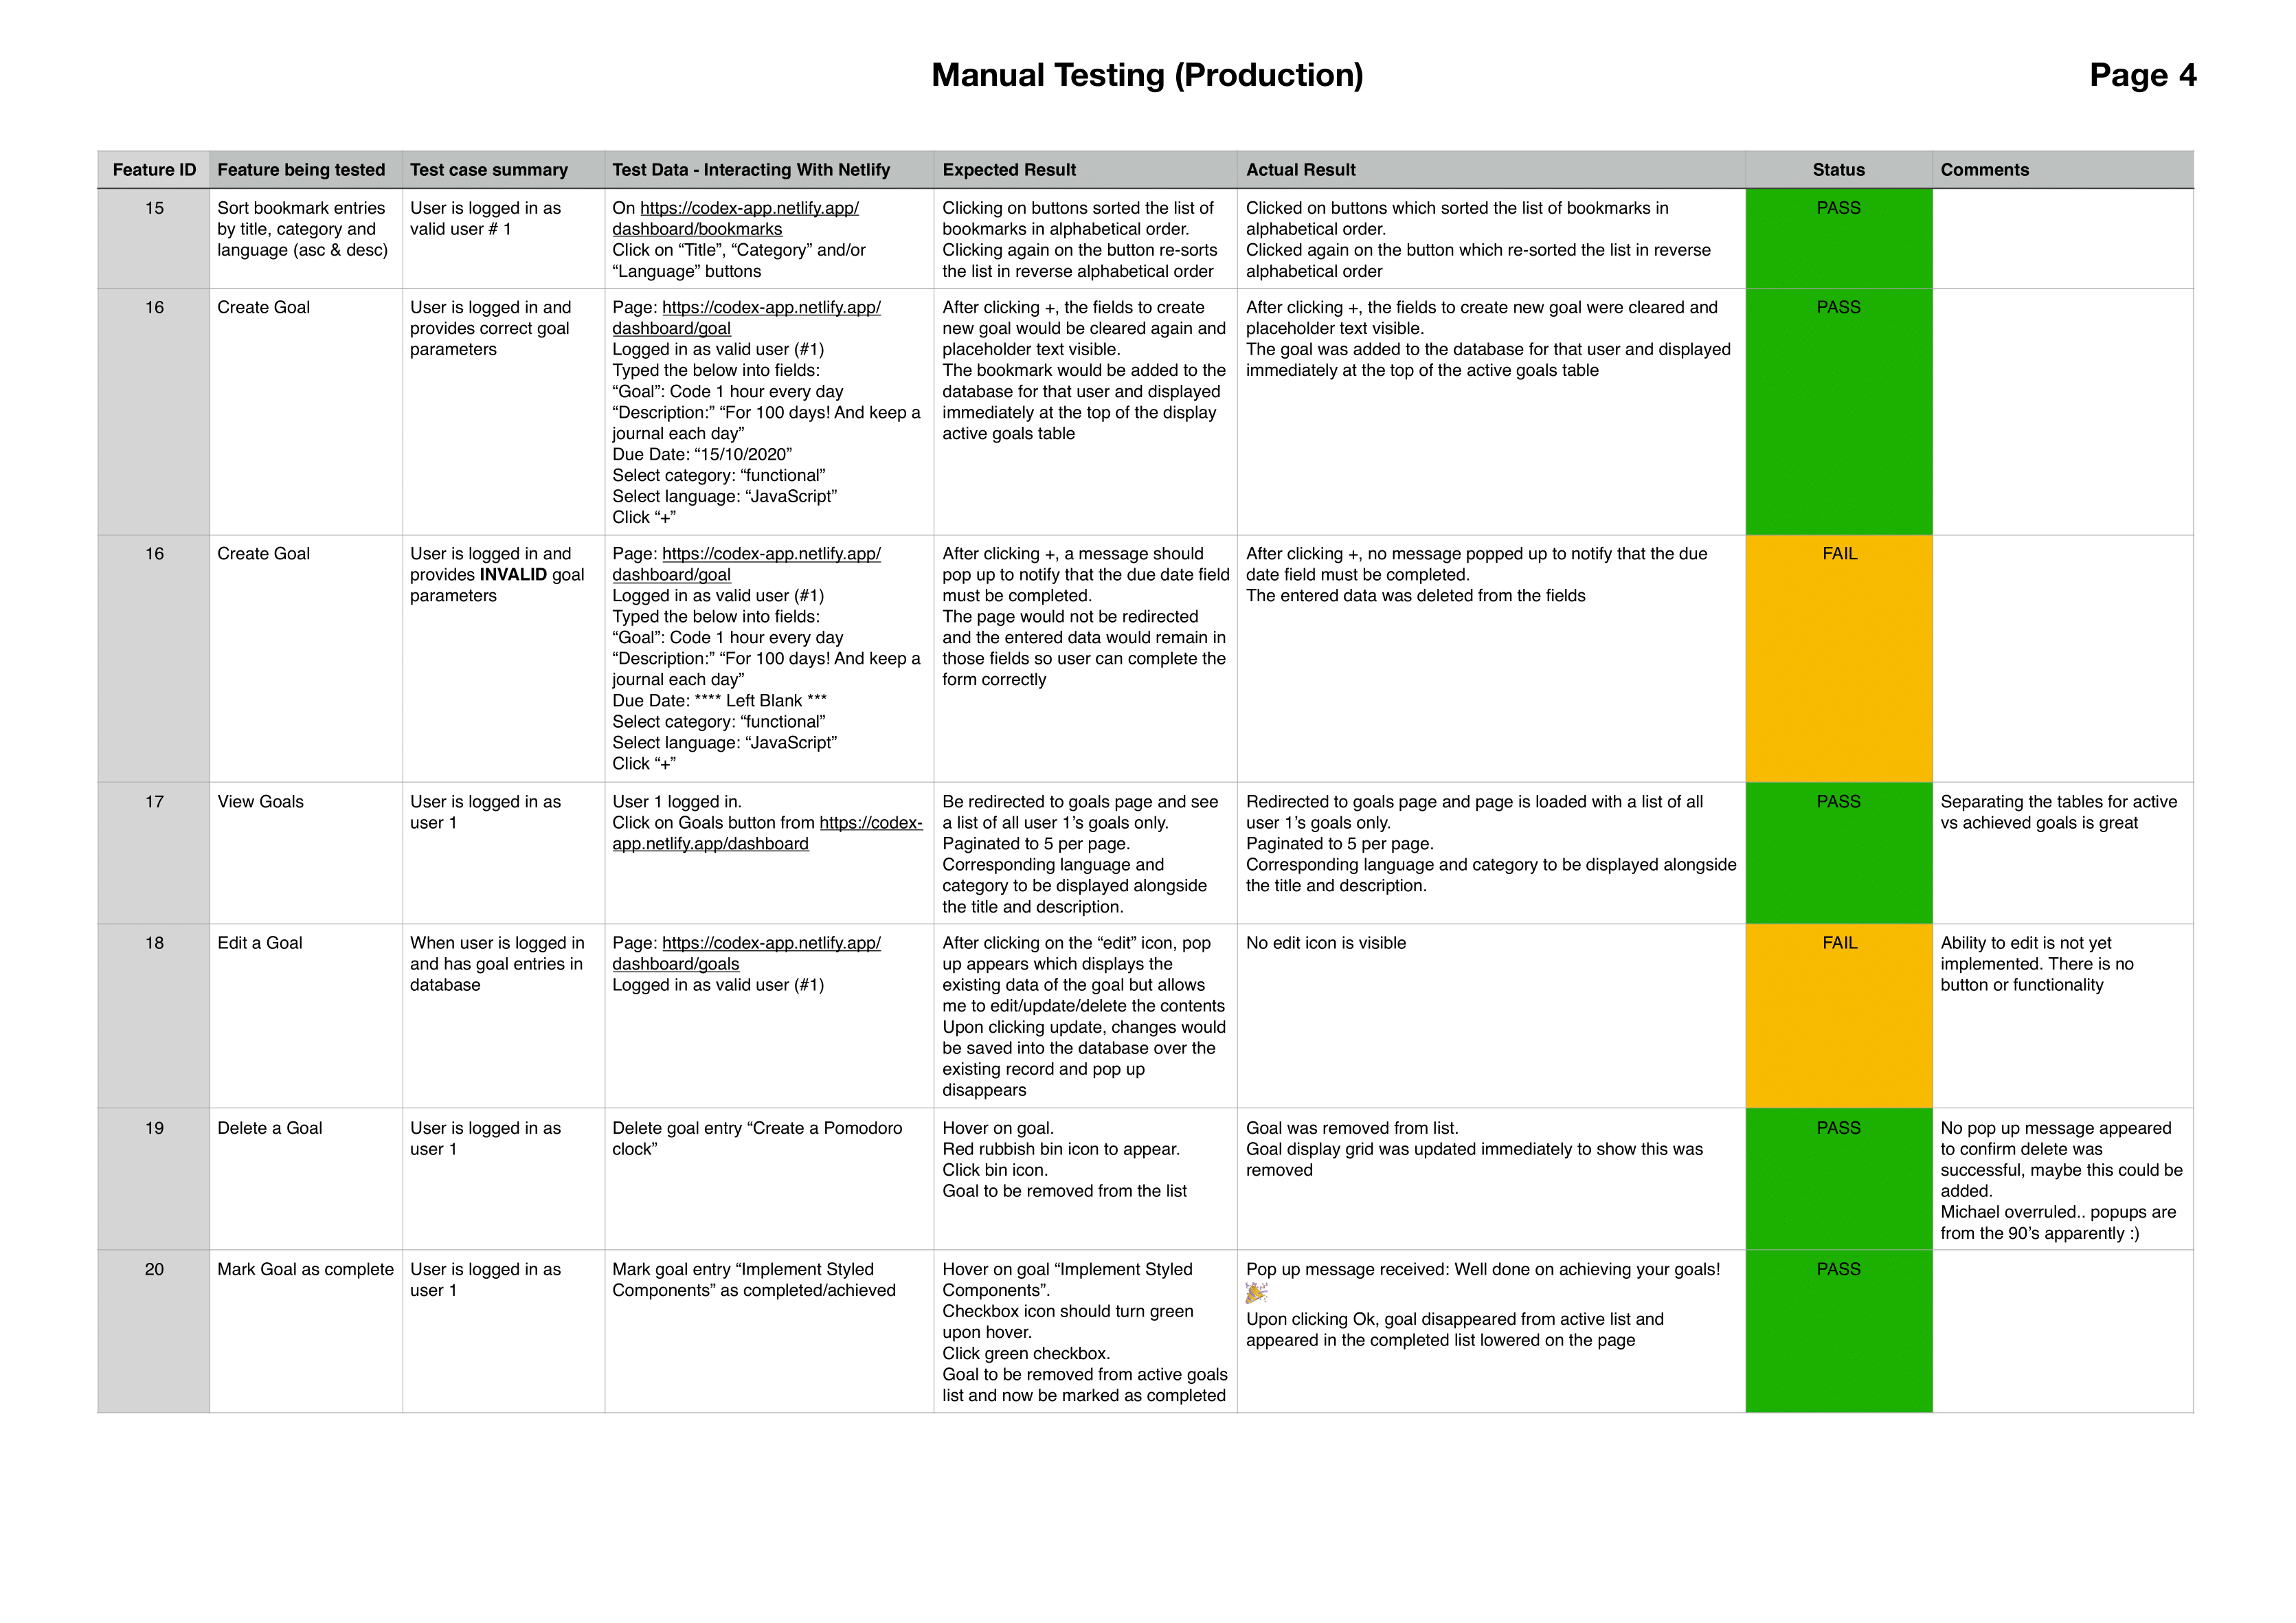 Manual Testing (Production)
Page 4
Feature ID
Feature being tested
Test case summary
Test Data - Interacting With Netlify
Expected Result
Actual Result
Status
Comments
15
Sort bookmark entries
by title, category and
language (asc & desc)
User is logged in as
valid user # 1
On https://codex-app.netlify.app/
dashboard/bookmarks
Click on “Title”, “Category” and/or
“Language” buttons
Clicking on buttons sorted the list of
bookmarks in alphabetical order.
Clicking again on the button re-sorts
the list in reverse alphabetical order
Clicked on buttons which sorted the list of bookmarks in
alphabetical order.
Clicked again on the button which re-sorted the list in reverse
alphabetical order
PASS
16
Create Goal
User is logged in and
provides correct goal
parameters
Page: https://codex-app.netlify.app/
dashboard/goal
Logged in as valid user (#1)
Typed the below into fields:
“Goal”: Code 1 hour every day
“Description:” “For 100 days! And keep a
journal each day”
Due Date: “15/10/2020”
Select category: “functional”
Select language: “JavaScript”
Click “+”
After clicking +, the fields to create
new goal would be cleared again and
placeholder text visible.
The bookmark would be added to the
database for that user and displayed
immediately at the top of the display
active goals table
After clicking +, the fields to create new goal were cleared and
placeholder text visible.
The goal was added to the database for that user and displayed
immediately at the top of the active goals table
PASS
16
Create Goal
User is logged in and
provides INVALID goal
parameters
Page: https://codex-app.netlify.app/
dashboard/goal
Logged in as valid user (#1)
Typed the below into fields:
“Goal”: Code 1 hour every day
“Description:” “For 100 days! And keep a
journal each day”
Due Date: **** Left Blank ***
Select category: “functional”
Select language: “JavaScript”
Click “+”
After clicking +, a message should
pop up to notify that the due date field
must be completed.
The page would not be redirected
and the entered data would remain in
those fields so user can complete the
form correctly
After clicking +, no message popped up to notify that the due
date field must be completed.
The entered data was deleted from the fields
FAIL
17
View Goals
User is logged in as
user 1
User 1 logged in.
Click on Goals button from https://codex-
app.netlify.app/dashboard
Be redirected to goals page and see
a list of all user 1’s goals only.
Paginated to 5 per page.
Corresponding language and
category to be displayed alongside
the title and description.
Redirected to goals page and page is loaded with a list of all
user 1’s goals only.
Paginated to 5 per page.
Corresponding language and category to be displayed alongside
the title and description.
PASS
Separating the tables for active
vs achieved goals is great
18
Edit a Goal
When user is logged in
and has goal entries in
database
Page: https://codex-app.netlify.app/
dashboard/goals
Logged in as valid user (#1)
After clicking on the “edit” icon, pop
up appears which displays the
existing data of the goal but allows
me to edit/update/delete the contents
Upon clicking update, changes would
be saved into the database over the
existing record and pop up
disappears
No edit icon is visible
FAIL
Ability to edit is not yet
implemented. There is no
button or functionality
19
Delete a Goal
User is logged in as
user 1
Delete goal entry “Create a Pomodoro
clock”
Hover on goal.
Red rubbish bin icon to appear.
Click bin icon.
Goal to be removed from the list
Goal was removed from list.
Goal display grid was updated immediately to show this was
removed
PASS
No pop up message appeared
to confirm delete was
successful, maybe this could be
added.
Michael overruled.. popups are
from the 90’s apparently :)
20
Mark Goal as complete
User is logged in as
user 1
Mark goal entry “Implement Styled
Components” as completed/achieved
Hover on goal “Implement Styled
Components”.
Checkbox icon should turn green
upon hover.
Click green checkbox.
Goal to be removed from active goals
list and now be marked as completed
Pop up message received: Well done on achieving your goals!
🎉
Upon clicking Ok, goal disappeared from active list and
appeared in the completed list lowered on the page
PASS